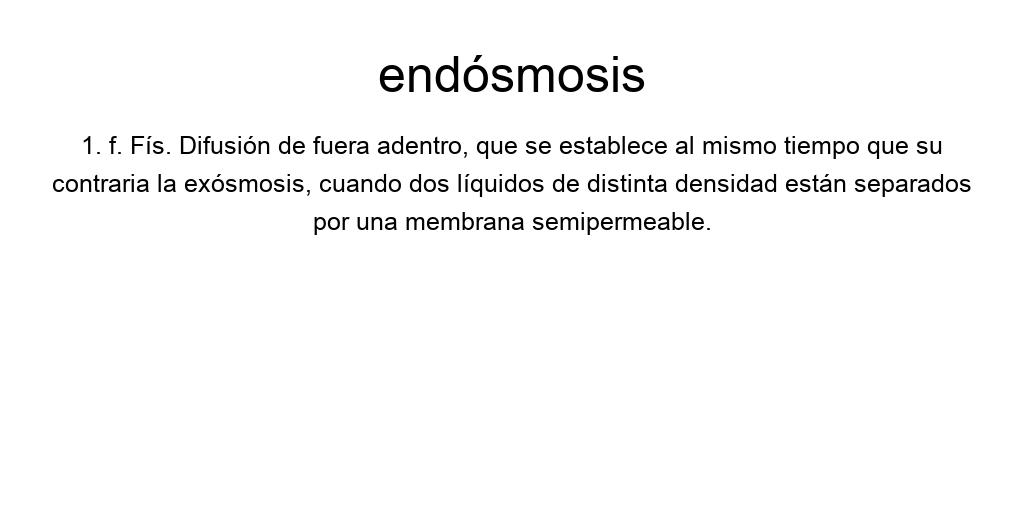 endósmosis
1. f. Fís. Difusión de fuera adentro, que se establece al mismo tiempo que su
contraria la exósmosis, cuando dos líquidos de distinta densidad están separados
por una membrana semipermeable.